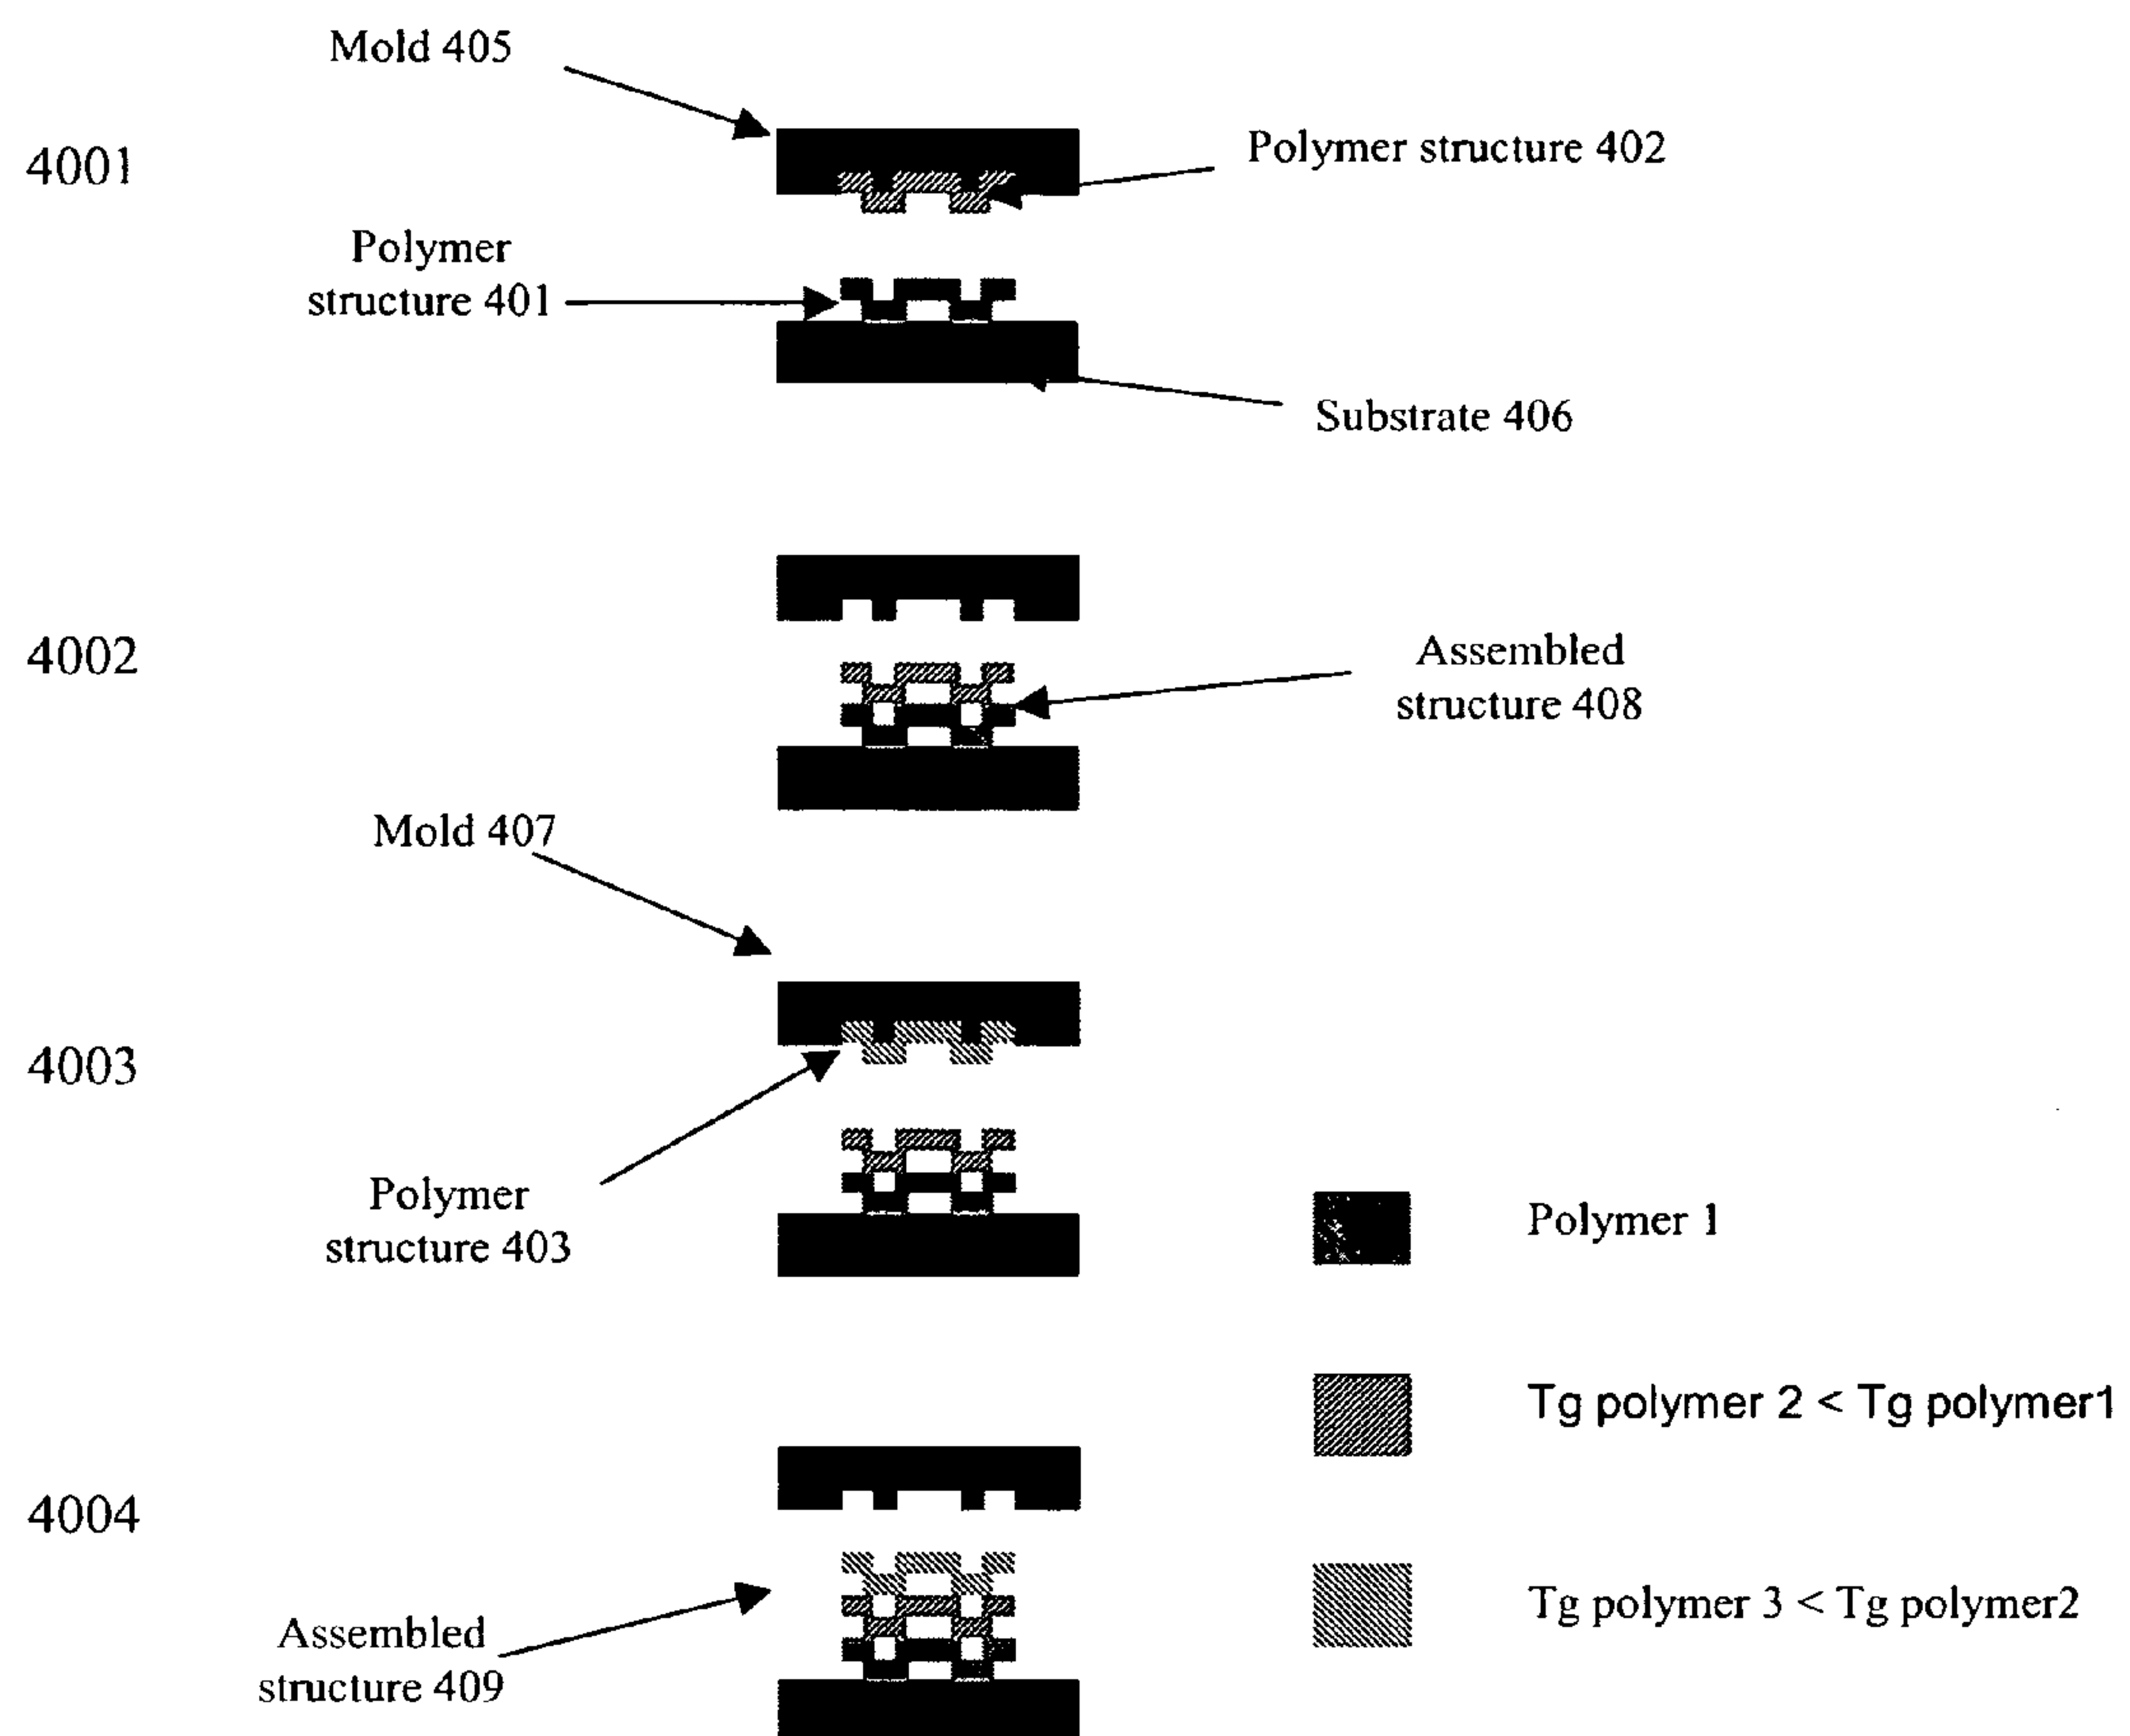 Mold 405
4001
Polymer structure 402
Polymer
structure 401
Substrate 406
4002
Assembled
structure 408
Mold 407
4003
Polymer
structure 403
Polymer 1
Tg polymer 2 < Tg polymer1
4004
Tg polymer 3 < Tg polymer2
Assembled
structure 409